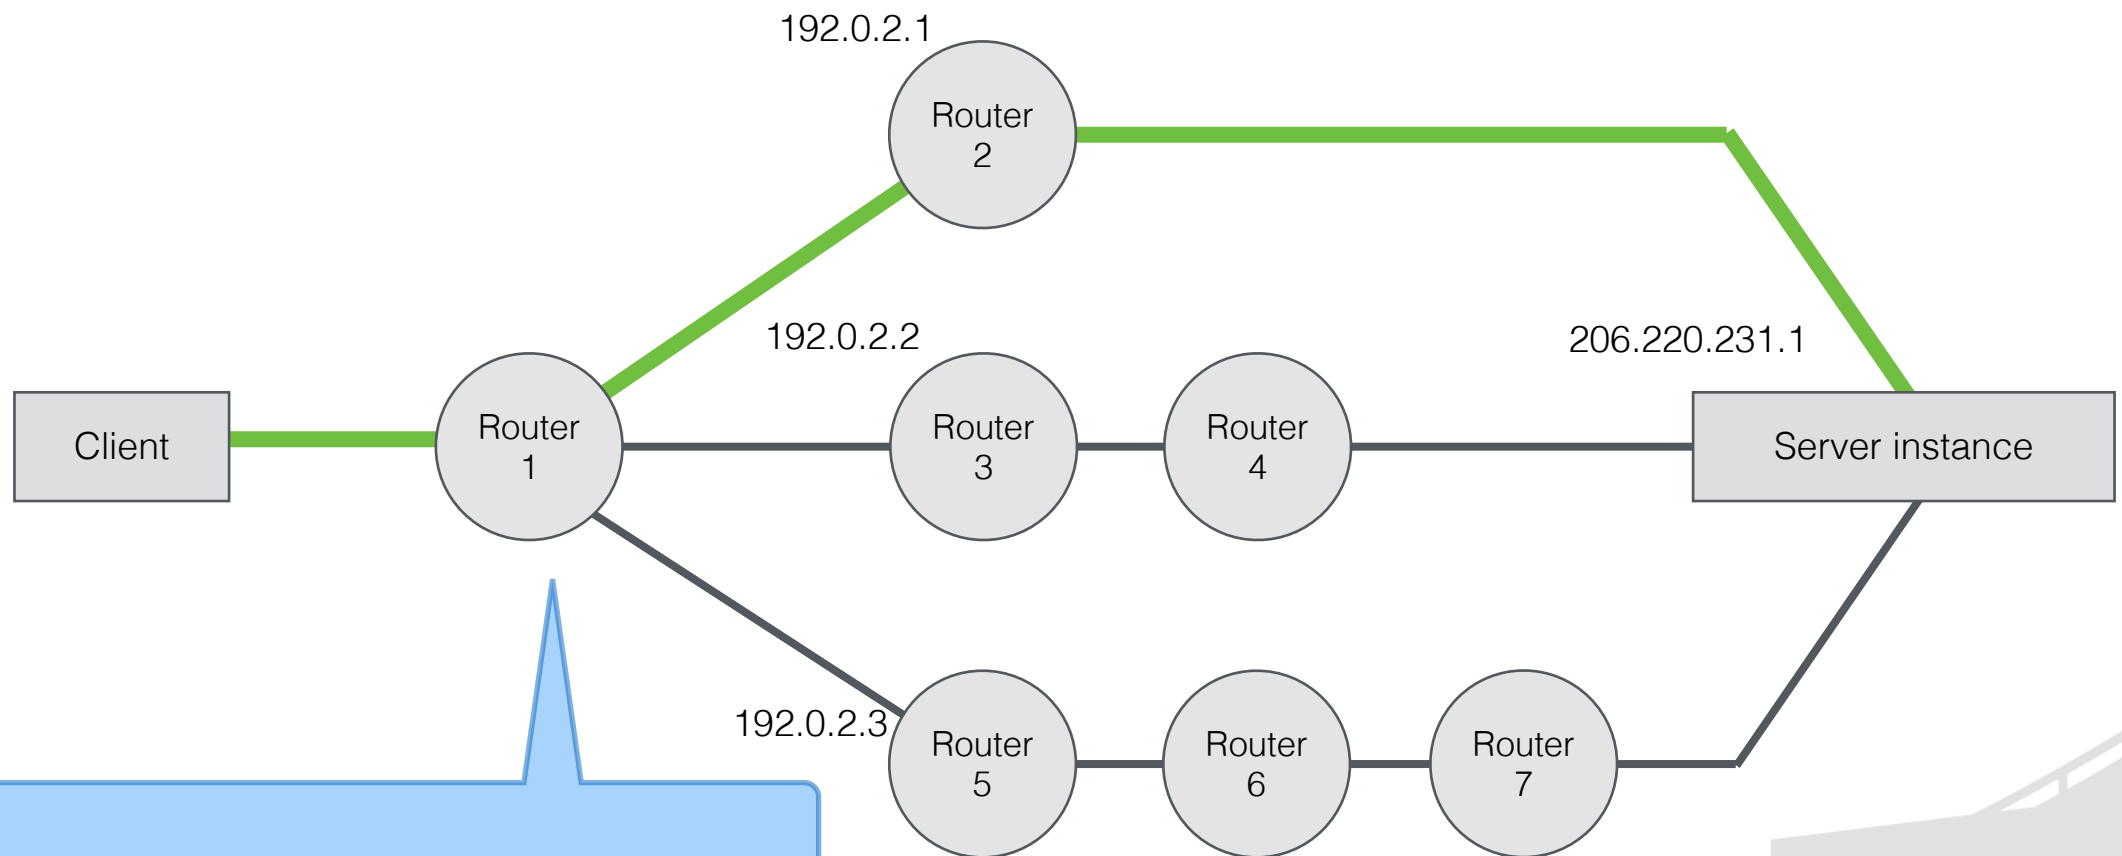 192.0.2.1
Router
2
192.0.2.2
206.220.231.1
Client
Router
1
Router
3
Router
4
Server instance
192.0.2.3
Router
5
Router
6
Router
7